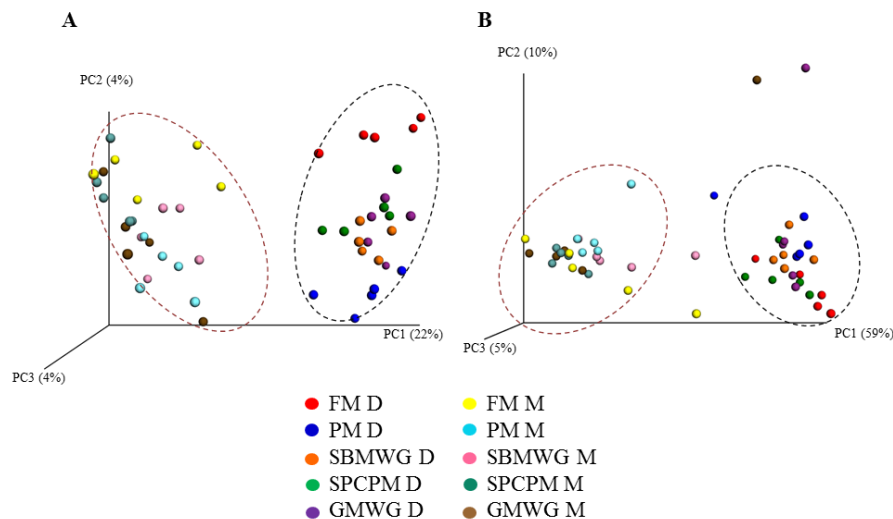 A
B
PC2 (4%)
PC2 (10%)
PC1 (22%)
PC3 (4%)
PC1 (59%)
PC3 (5%)
FM D
FM M
PM D
PM M
SBMWG D
SBMWG M
SPCPM D
SPCPM M
GMWG D
GMWG M